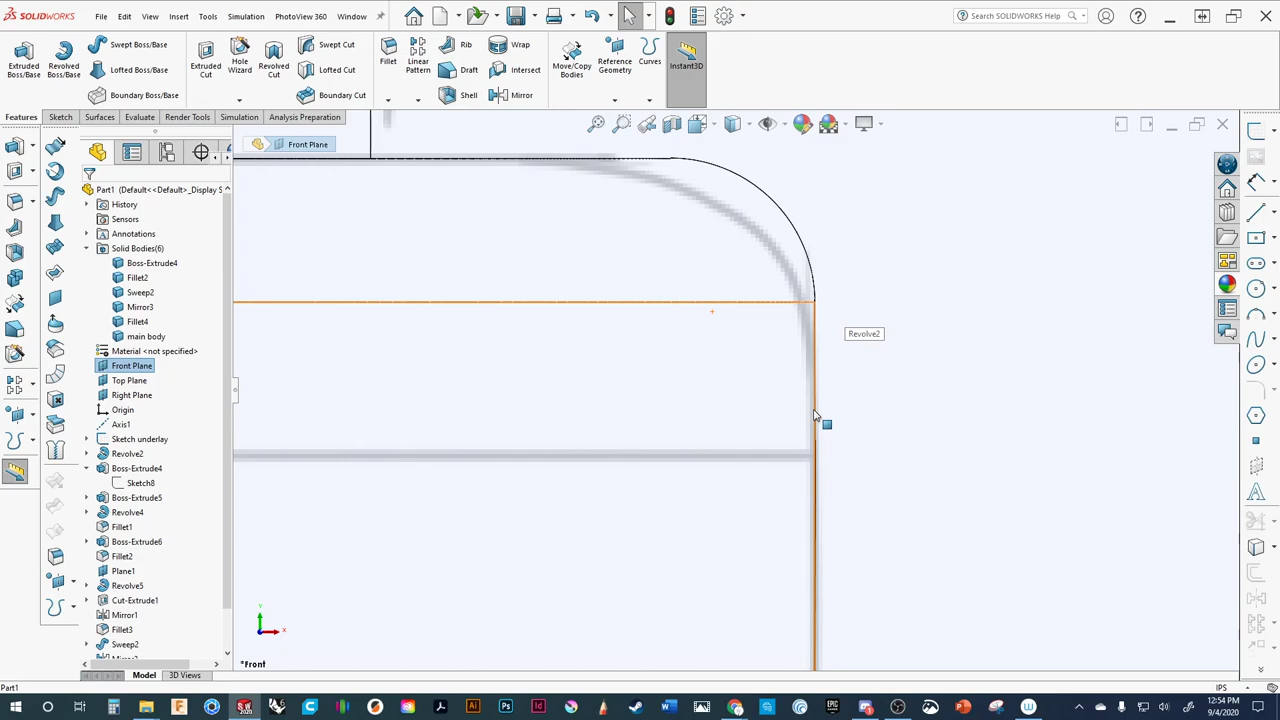 SOLIDWORKS File Edit View Insert Tools Simulation PhotoView 360 Window Search SOLIDWORKS Help
Extruded Boss/Base
Revolved Boss/Base
Swept Boss/Base
Lofted Boss/Base
Boundary Boss/Base
Extruded Cut
Hole Wizard
Revolved Cut
Swept Cut
Lofted Cut
Boundary Cut
Fillet
Linear Pattern
Rib
Draft
Shell
Wrap
Intersect
Mirror
Move/Copy Bodies
Reference Geometry
Curves
Instant3D
Features Sketch Surfaces Evaluate Render Tools Simulation Analysis Preparation
Front Plane
Part1 (Default<<Default>_Display S
History
Sensors
Annotations
Solid Bodies(6)
Boss-Extrude4
Fillet2
Sweep2
Mirror3
Fillet4
main body
Material <not specified>
Front Plane
Top Plane
Right Plane
Origin
Axis1
Sketch underlay
Revolve2
Boss-Extrude4
Sketch8
Boss-Extrude5
Revolve4
Fillet1
Boss-Extrude6
Fillet2
Plane1
Revolve5
Cut-Extrude1
Mirror1
Fillet3
Sweep2
Revolve2
Y
X
*Front
Model 3D Views
Part1 IPS
12:54 PM
9/4/2020